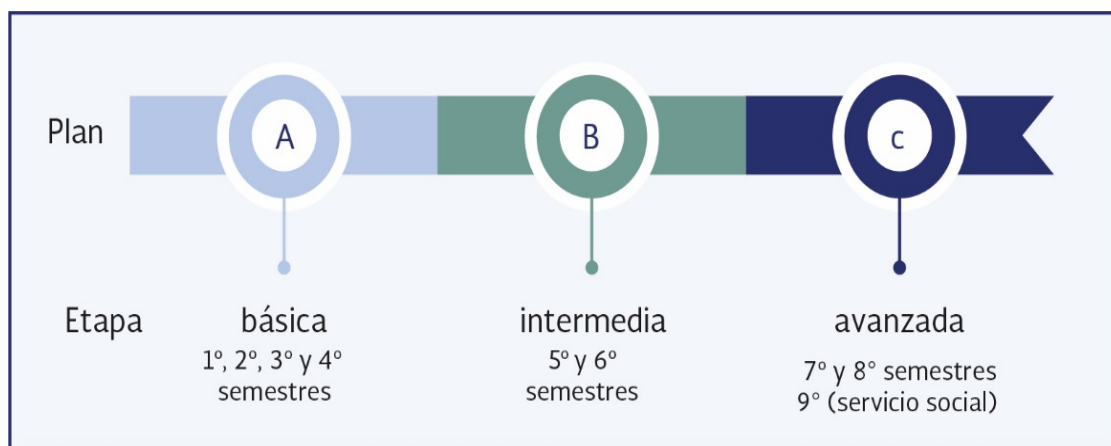 Plan A B c
Etapa básica intermedia avanzada
1º, 2º, 3º y 4º semestres
5º y 6º semestres
7º y 8° semestres
9° (servicio social)